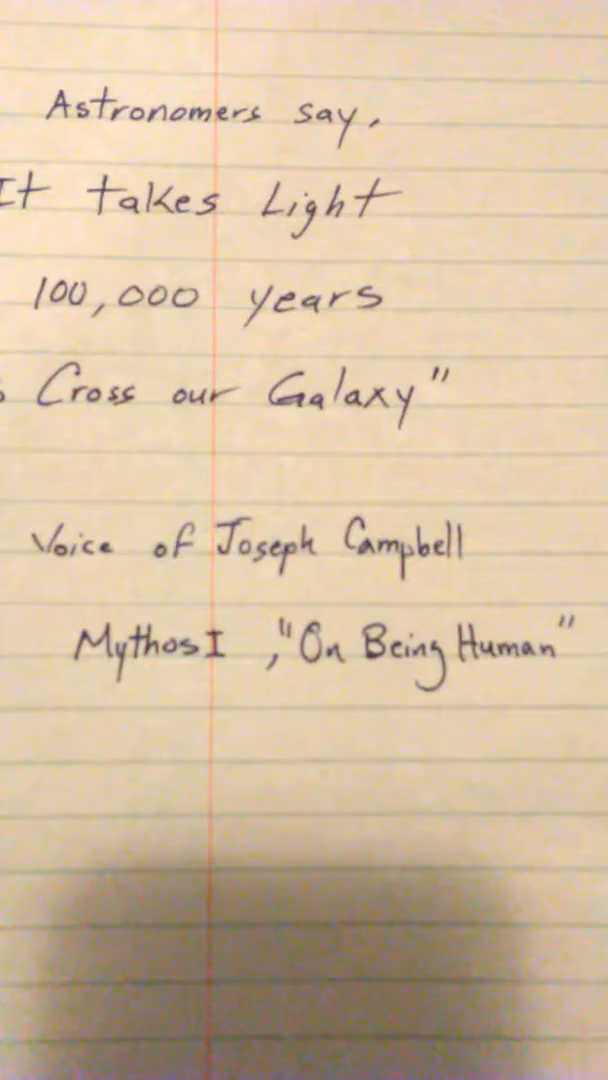 Astronomers say,
It takes Light
100,000 years
Cross our Galaxy"
Voice of Joseph Campbell
Mythos I, "On Being Human"